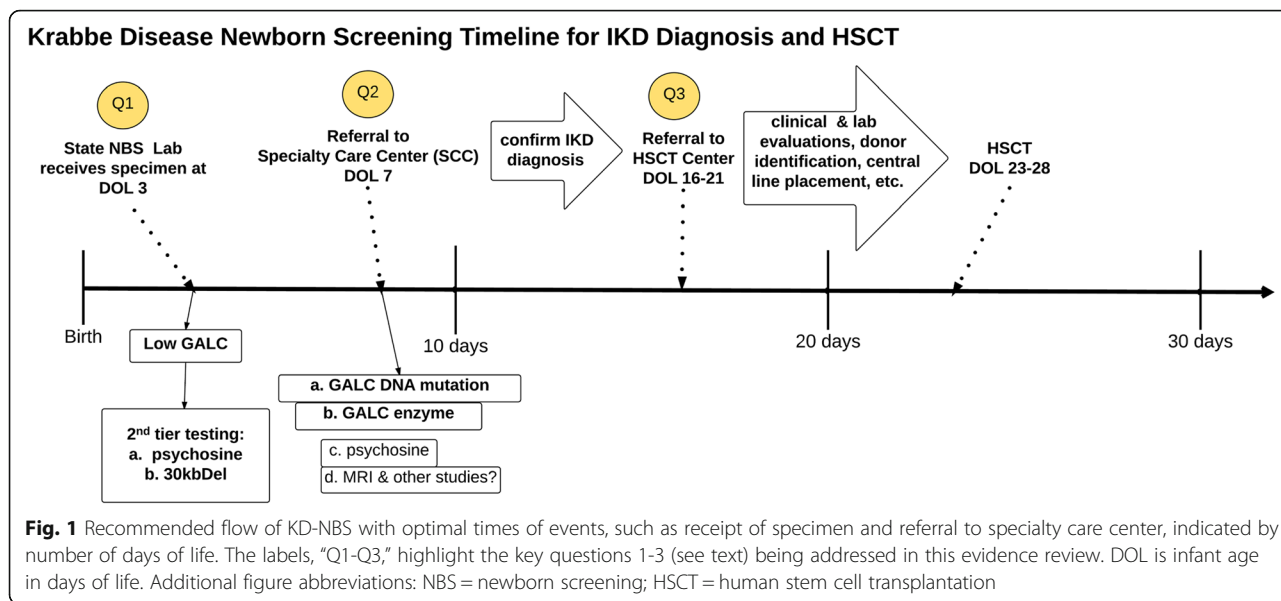 Krabbe Disease Newborn Screening Timeline for IKD Diagnosis and HSCT
Q1
State NBS Lab
receives specimen at
DOL 3
Q2
Referral to
Specialty Care Center (SCC)
DOL 7
confirm IKD
diagnosis
Q3
Referral to
HSCT Center
DOL 16-21
clinical & lab
evaluations, donor
identification, central
line placement, etc.
HSCT
DOL 23-28
Birth
10 days
20 days
30 days
Low GALC
2nd tier testing:
a. psychosine
b. 30kbDel
a. GALC DNA mutation
b. GALC enzyme
c. psychosine
d. MRI & other studies?
Fig. 1 Recommended flow of KD-NBS with optimal times of events, such as receipt of specimen and referral to specialty care center, indicated by
number of days of life. The labels, “Q1-Q3,” highlight the key questions 1-3 (see text) being addressed in this evidence review. DOL is infant age
in days of life. Additional figure abbreviations: NBS = newborn screening; HSCT = human stem cell transplantation